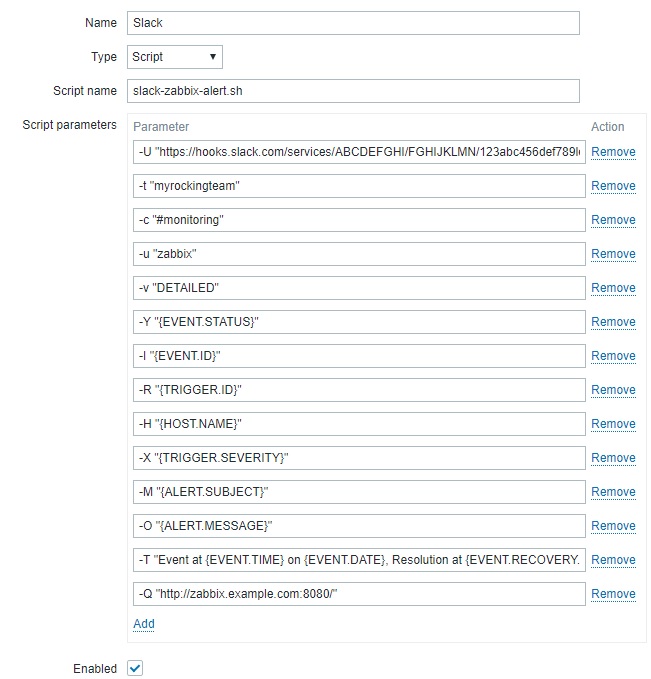 Name Slack
Type Script
Script name slack-zabbix-alert.sh
Script parameters Parameter Action
-U "https://hooks.slack.com/services/ABCDEFGHI/FGHIJKLMN/123abc456def789l Remove
-t "myrockingteam" Remove
-c "#monitoring" Remove
-u "zabbix" Remove
-v "DETAILED" Remove
-Y "{EVENT.STATUS}" Remove
-I "{EVENT.ID}" Remove
-R "{TRIGGER.ID}" Remove
-H "{HOST.NAME}" Remove
-X "{TRIGGER.SEVERITY}" Remove
-M "{ALERT.SUBJECT}" Remove
-O "{ALERT.MESSAGE}" Remove
-T "Event at {EVENT.TIME} on {EVENT.DATE}, Resolution at {EVENT.RECOVERY. Remove
-Q "http://zabbix.example.com:8080/" Remove
Add
Enabled